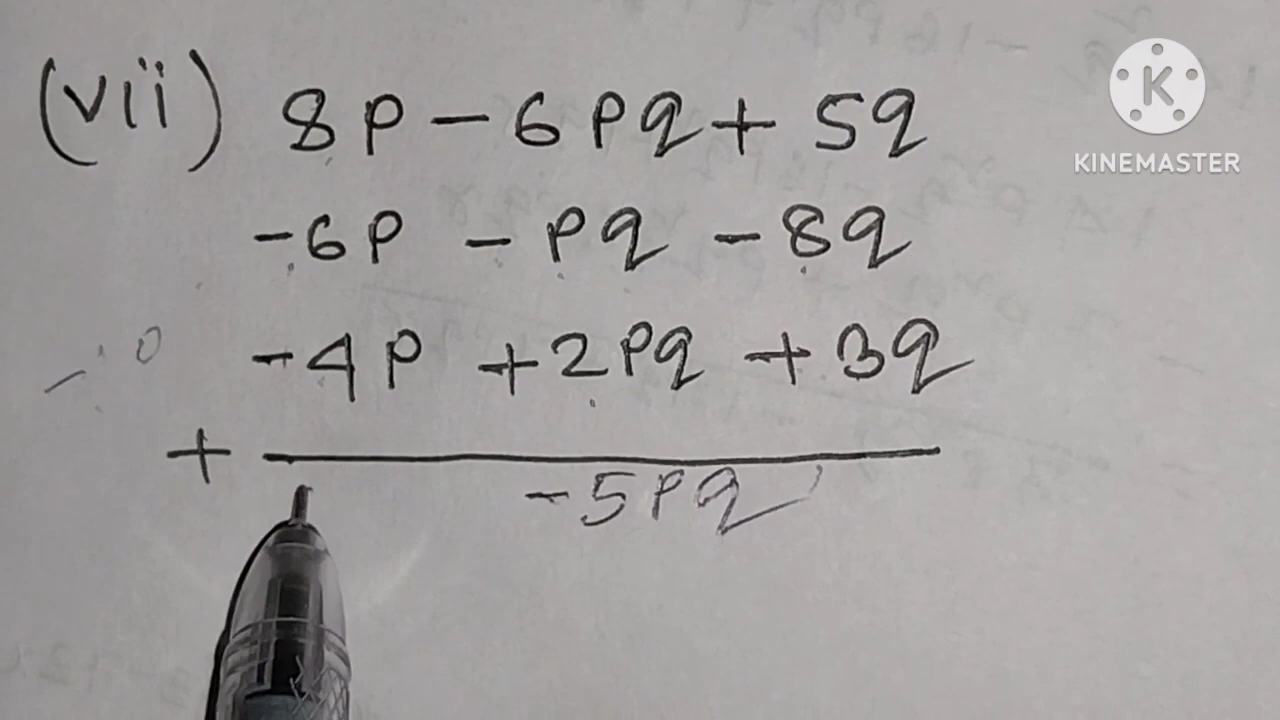 (vii) 8p - 6pq + 5q
KINEMASTER
-6p - pq - 8q
-4p + 2pq + 3q
+
-5pq